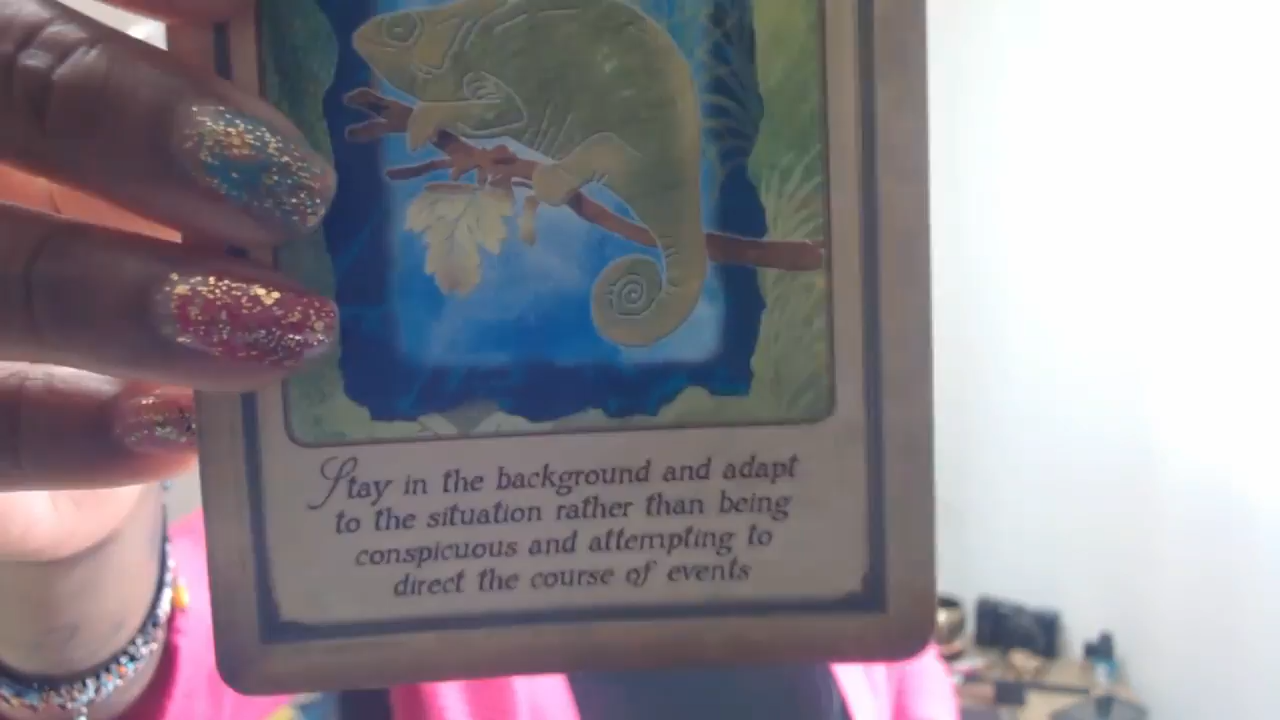 Stay in the background and adapt
to the situation rather than being
conspicuous and attempting to
direct the course of events